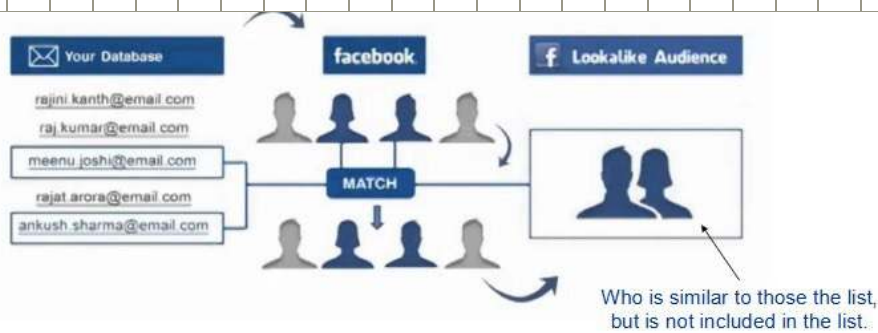 Your Database
facebook
f Lookalike Audience
rajini.kanth@email.com
raj.kumar@email.com
meenu.joshi@email.com
rajat.arora@email.com
ankush.sharma@email.com
MATCH
Who is similar to those the list,
but is not included in the list.